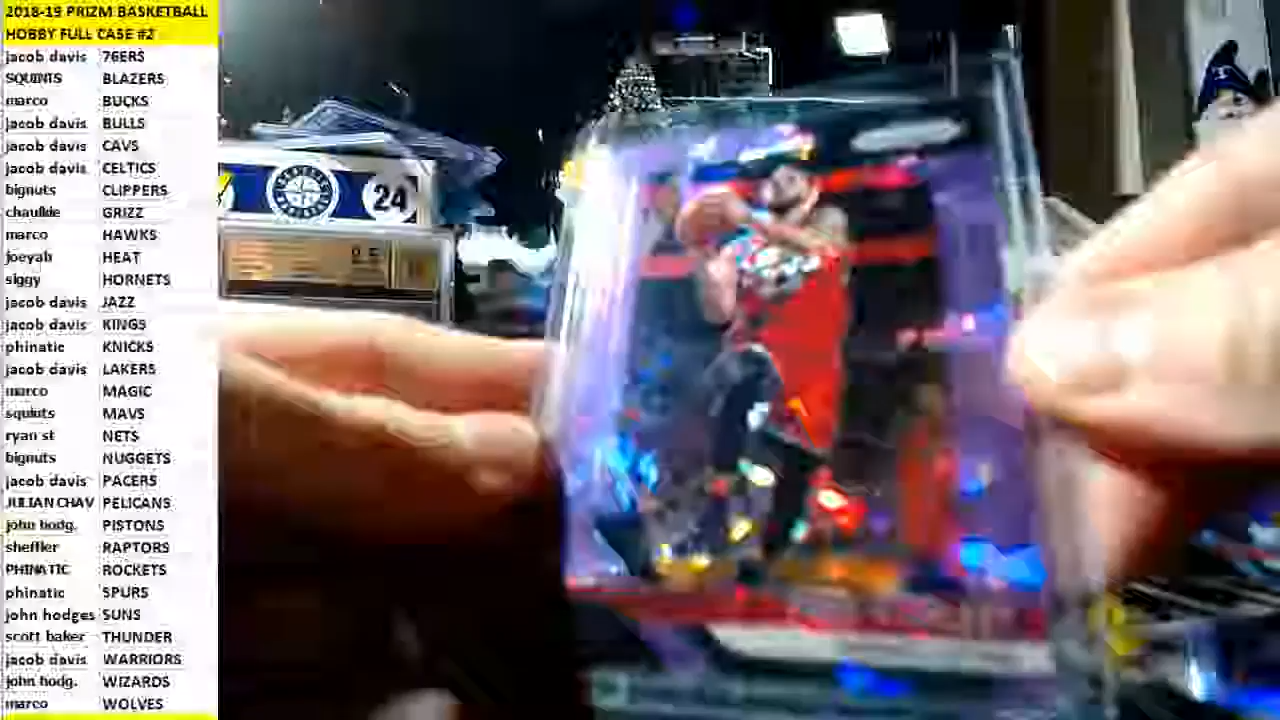 2018-19 PRIZM BASKETBALL
HOBBY FULL CASE #2
jacob davis 76ERS
SQUINTS BLAZERS
marco BUCKS
jacob davis BULLS
jacob davis CAVS
jacob davis CELTICS
bignuts CLIPPERS
chaulkie GRIZZ
marco HAWKS
joeyah HEAT
siggy HORNETS
jacob davis JAZZ
jacob davis KINGS
phinatic KNICKS
jacob davis LAKERS
marco MAGIC
squints MAVS
ryan st NETS
bignuts NUGGETS
jacob davis PACERS
JULIAN CHAV PELICANS
john hodg. PISTONS
sheffler RAPTORS
PHINATIC ROCKETS
phinatic SPURS
john hodges SUNS
scott baker THUNDER
jacob davis WARRIORS
john hodg. WIZARDS
marco WOLVES
24